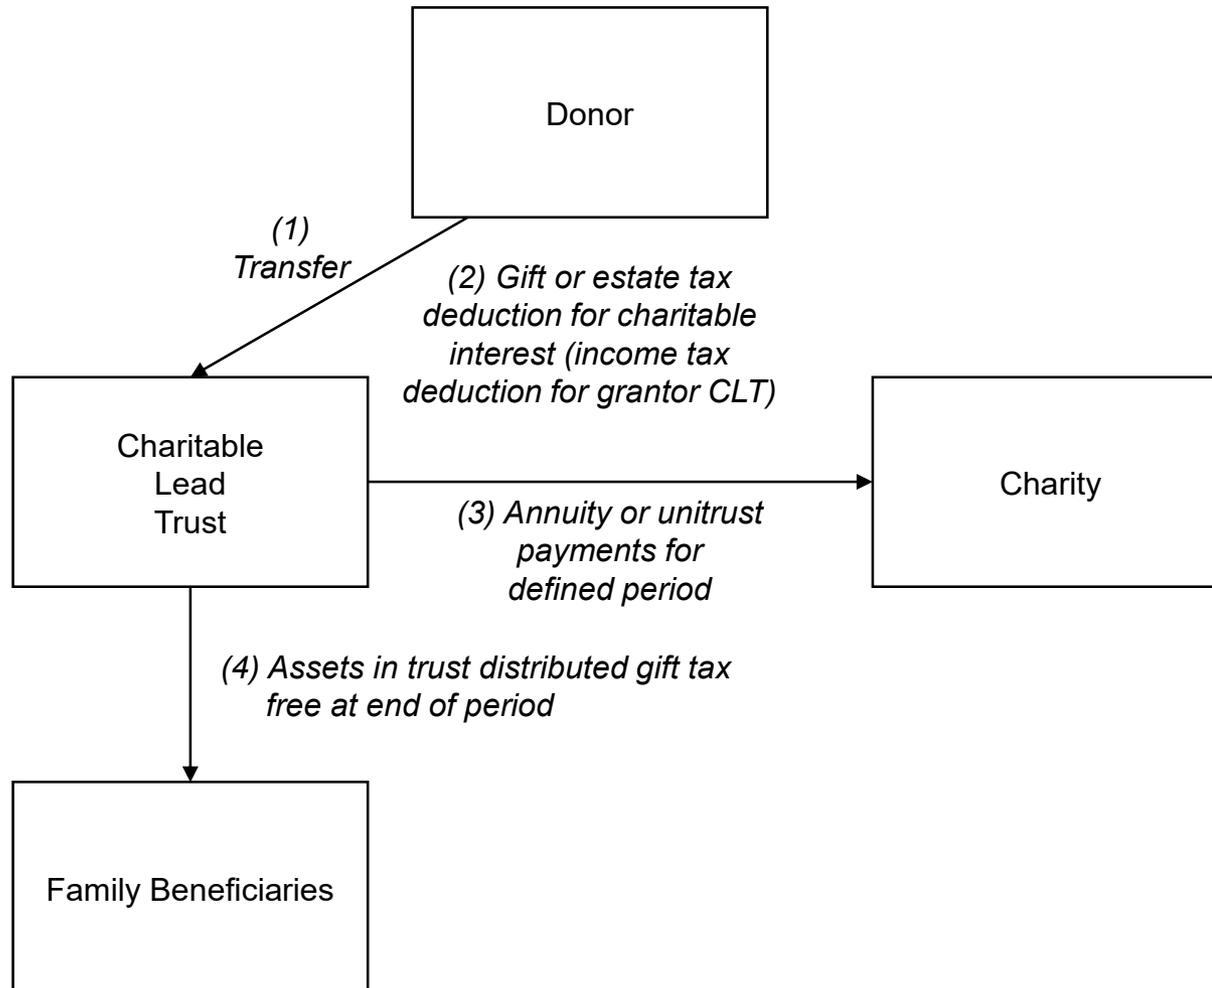 Donor
(1)
Transfer
(2) Gift or estate tax
deduction for charitable
interest (income tax
deduction for grantor CLT)
Charitable
Lead
Trust
Charity
(3) Annuity or unitrust
payments for
defined period
(4) Assets in trust distributed gift tax
free at end of period
Family Beneficiaries